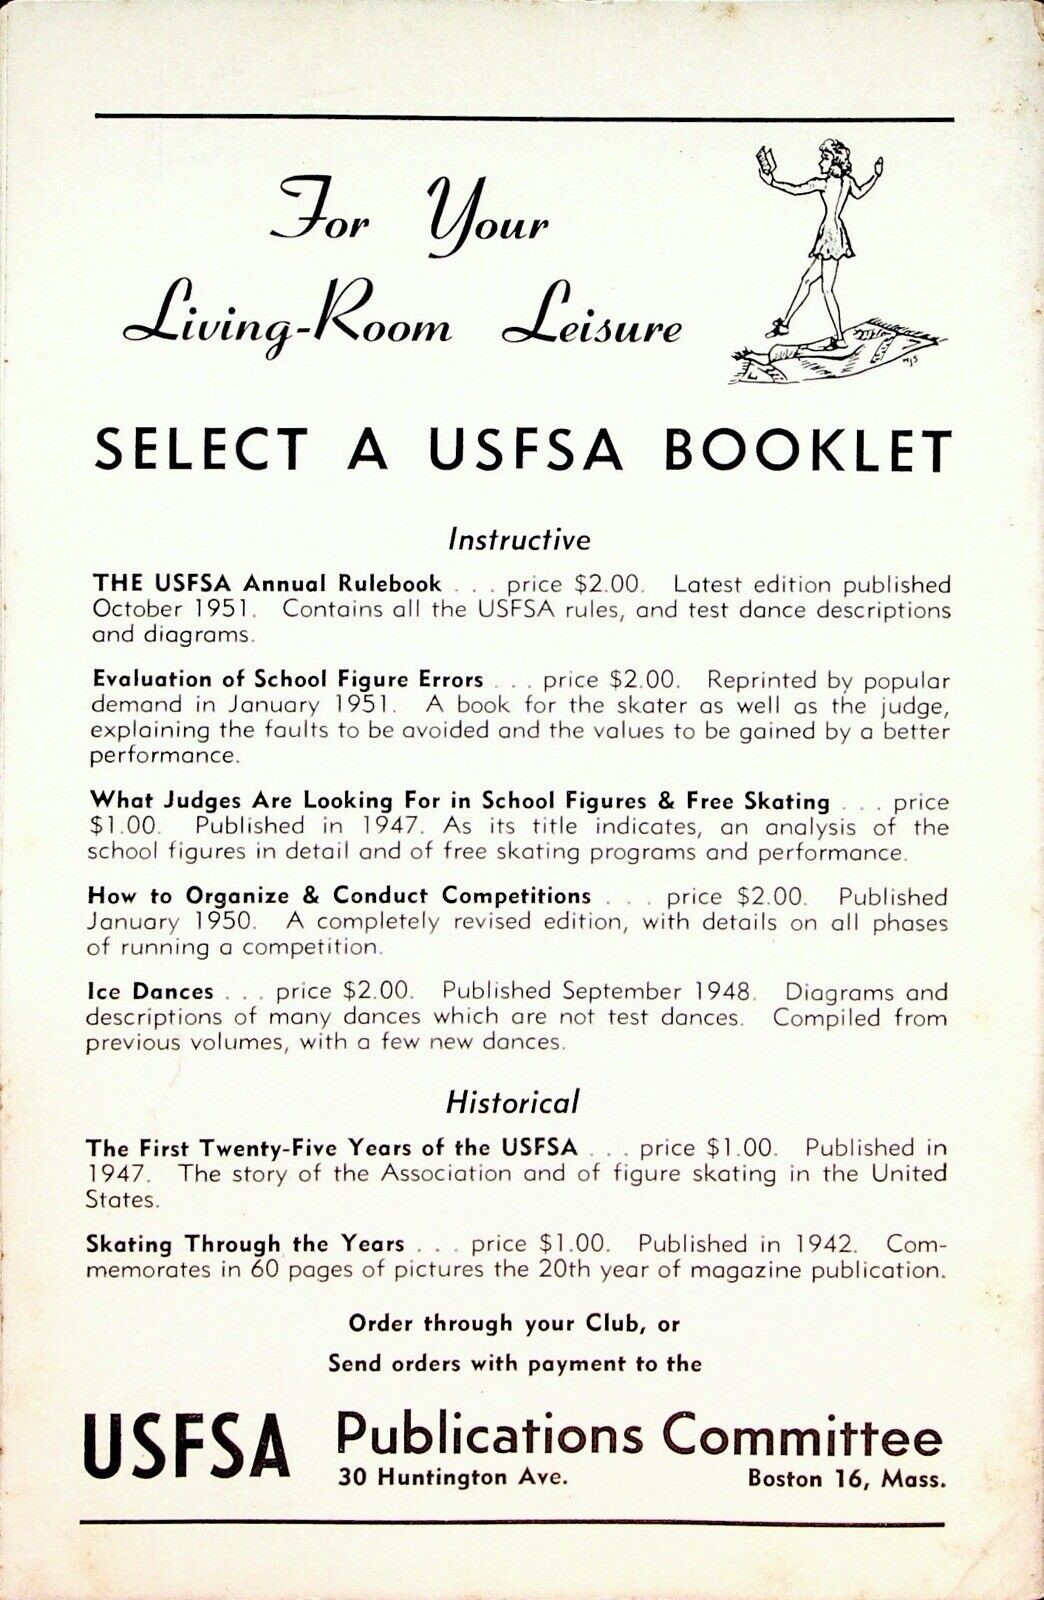 For Your
Living-Room Leisure
MJS
SELECT A USFSA BOOKLET
Instructive
THE USFSA Annual Rulebook . . . price $2.00. Latest edition published
October 1951. Contains all the USFSA rules, and test dance descriptions
and diagrams.
Evaluation of School Figure Errors . . . price $2.00. Reprinted by popular
demand in January 1951. A book for the skater as well as the judge,
explaining the faults to be avoided and the values to be gained by a better
performance.
What Judges Are Looking For in School Figures & Free Skating . . . price
$1.00. Published in 1947. As its title indicates, an analysis of the
school figures in detail and of free skating programs and performance.
How to Organize & Conduct Competitions . . . price $2.00. Published
January 1950. A completely revised edition, with details on all phases
of running a competition.
Ice Dances . . . price $2.00. Published September 1948. Diagrams and
descriptions of many dances which are not test dances. Compiled from
previous volumes, with a few new dances.
Historical
The First Twenty-Five Years of the USFSA . . . price $1.00. Published in
1947. The story of the Association and of figure skating in the United
States.
Skating Through the Years . . . price $1.00. Published in 1942. Com-
memorates in 60 pages of pictures the 20th year of magazine publication.
Order through your Club, or
Send orders with payment to the
USFSA Publications Committee
30 Huntington Ave. Boston 16, Mass.